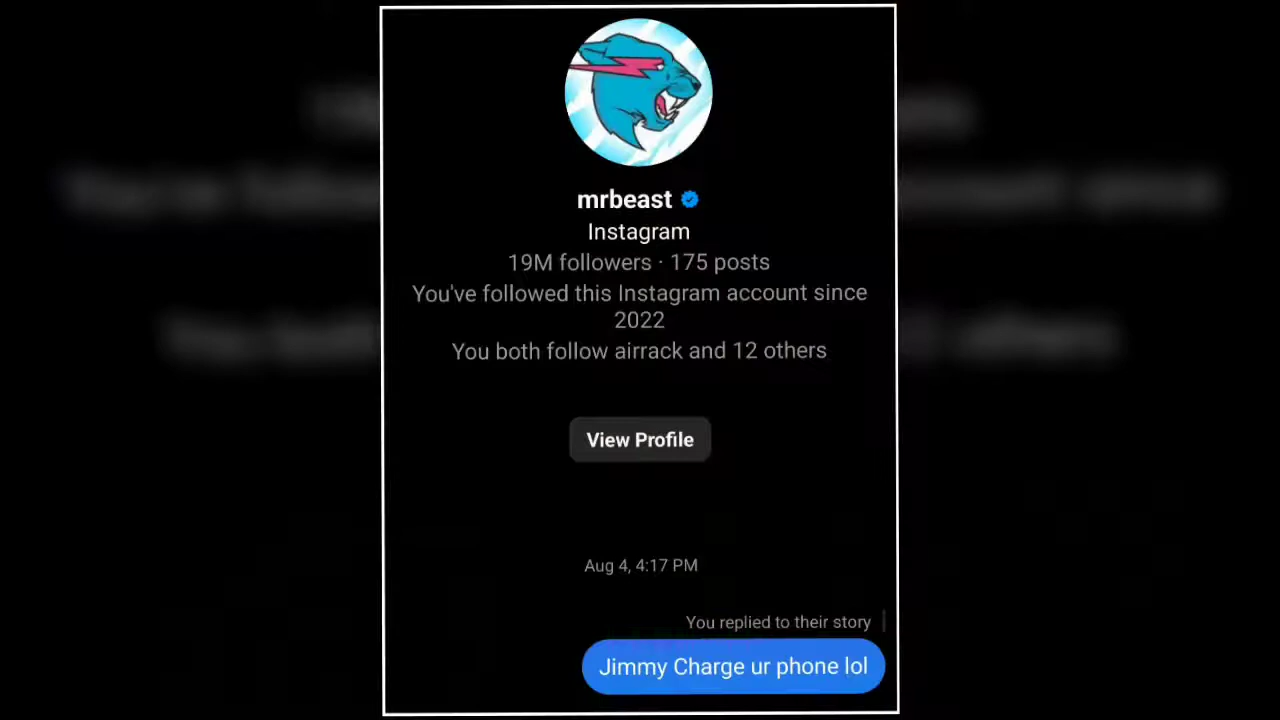 mrbeast
Instagram
19M followers · 175 posts
You've followed this Instagram account since
2022
You both follow airrack and 12 others
View Profile
Aug 4, 4:17 PM
You replied to their story
Jimmy Charge ur phone lol